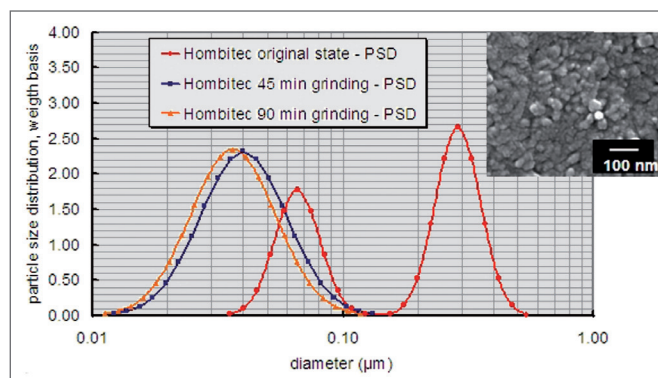 4.00
3.50
3.00
2.50
2.00
1.50
1.00
0.50
0.00
particle size distribution, weigth basis
Hombitec original state - PSD
Hombitec 45 min grinding - PSD
Hombitec 90 min grinding - PSD
100 nm
0.01
0.10
1.00
diameter (µm)